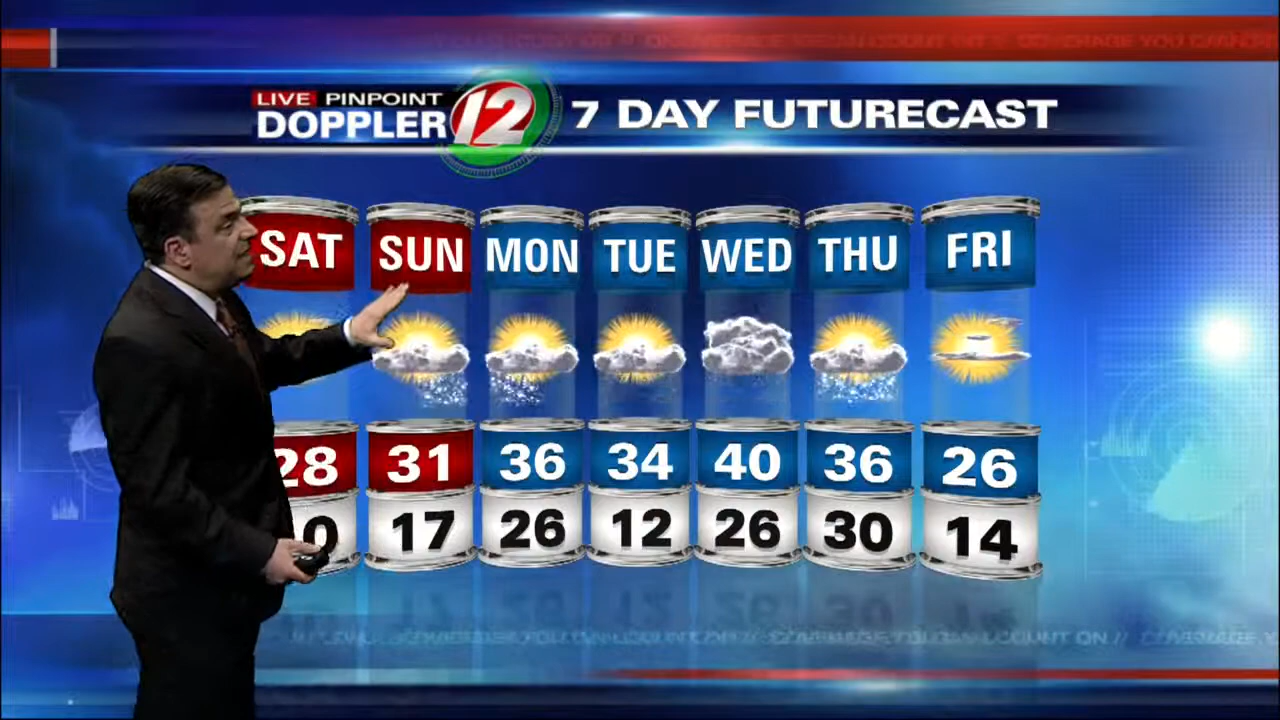 LIVE PINPOINT
DOPPLER 12
7 DAY FUTURECAST
SAT SUN MON TUE WED THU FRI
28 31 36 34 40 36 26
17 26 12 26 30 14